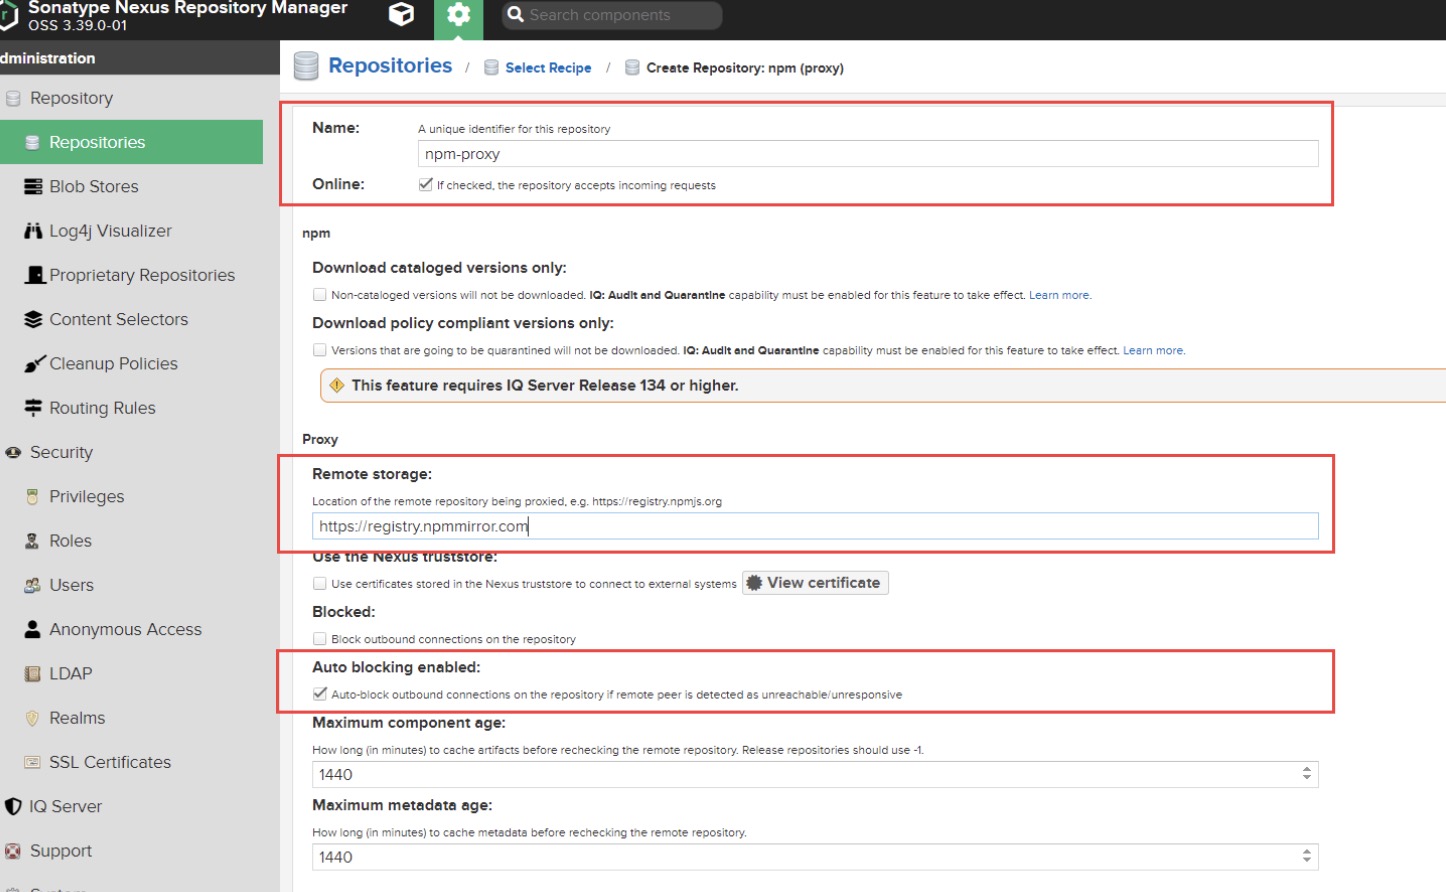 Sonatype Nexus Repository Manager
OSS 3.39.0-01
Search components
dministration
Repositories / Select Recipe / Create Repository: npm (proxy)
Repository
Repositories
Blob Stores
Log4j Visualizer
Proprietary Repositories
Content Selectors
Cleanup Policies
Routing Rules
Security
Privileges
Roles
Users
Anonymous Access
LDAP
Realms
SSL Certificates
IQ Server
Support
System
Name: A unique identifier for this repository
npm-proxy
Online: If checked, the repository accepts incoming requests
npm
Download cataloged versions only:
Non-cataloged versions will not be downloaded. IQ: Audit and Quarantine capability must be enabled for this feature to take effect. Learn more.
Download policy compliant versions only:
Versions that are going to be quarantined will not be downloaded. IQ: Audit and Quarantine capability must be enabled for this feature to take effect. Learn more.
This feature requires IQ Server Release 134 or higher.
Proxy
Remote storage:
Location of the remote repository being proxied, e.g. https://registry.npmjs.org
https://registry.npmmirror.com
Use the Nexus truststore:
Use certificates stored in the Nexus truststore to connect to external systems View certificate
Blocked:
Block outbound connections on the repository
Auto blocking enabled:
Auto-block outbound connections on the repository if remote peer is detected as unreachable/unresponsive
Maximum component age:
How long (in minutes) to cache artifacts before rechecking the remote repository. Release repositories should use -1.
1440
Maximum metadata age:
How long (in minutes) to cache metadata before rechecking the remote repository.
1440